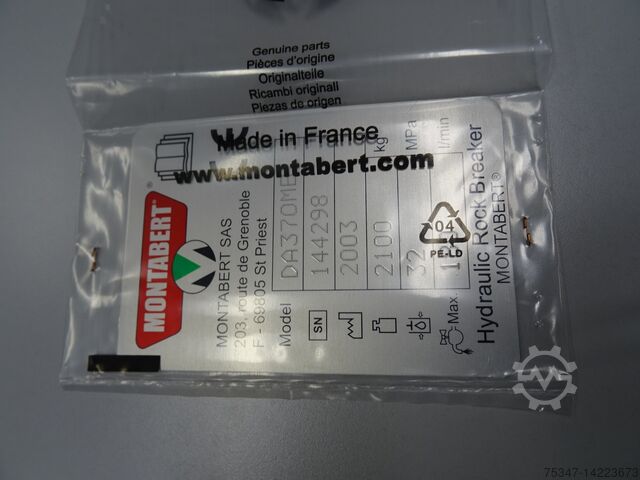 Genuine parts
Pièces d'origine
Originalteile
Ricambi originali
Piezas de origen
Made in France
www.montabert.com
MONTABERT®
MONTABERT SAS
203, route de Grenoble
F - 69805 St Priest
Model DA370ME
SN 144298
2003
2100 kg
32 MPa
Max. l/min
Hydraulic Rock Breaker
MONTABERT®
04
PE-LD
75347-14223673